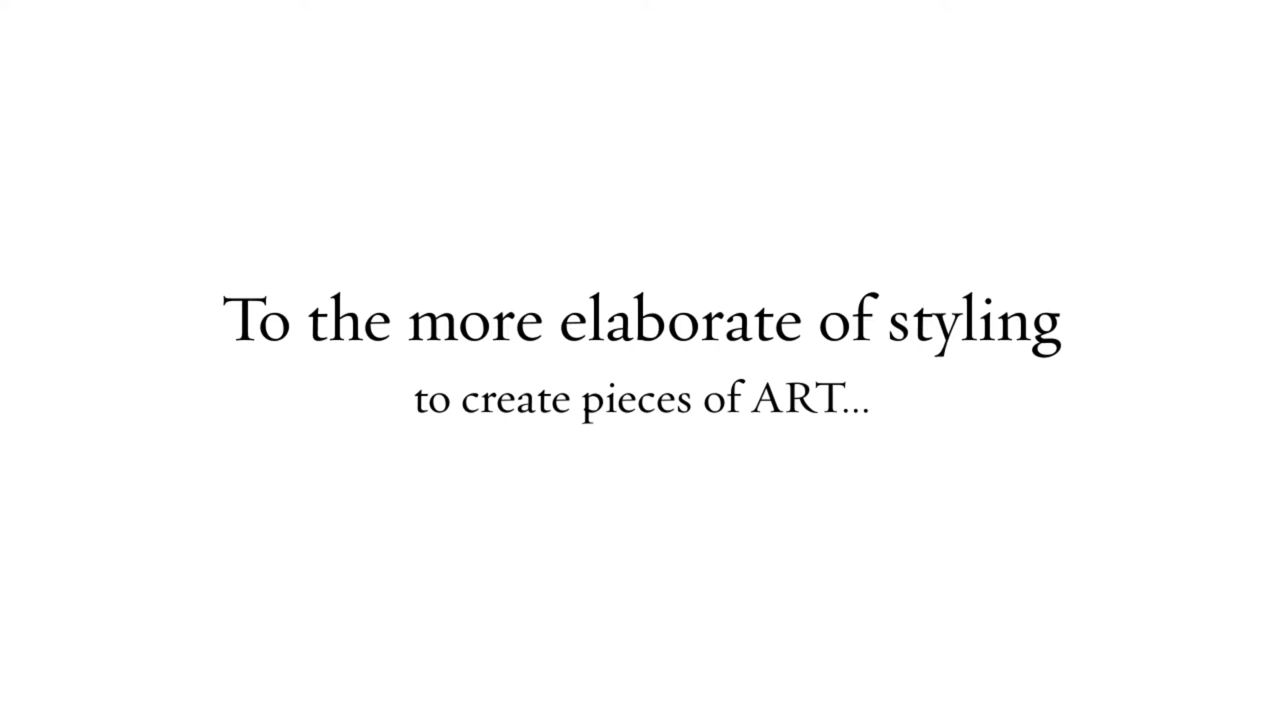 To the more elaborate of styling
to create pieces of ART...